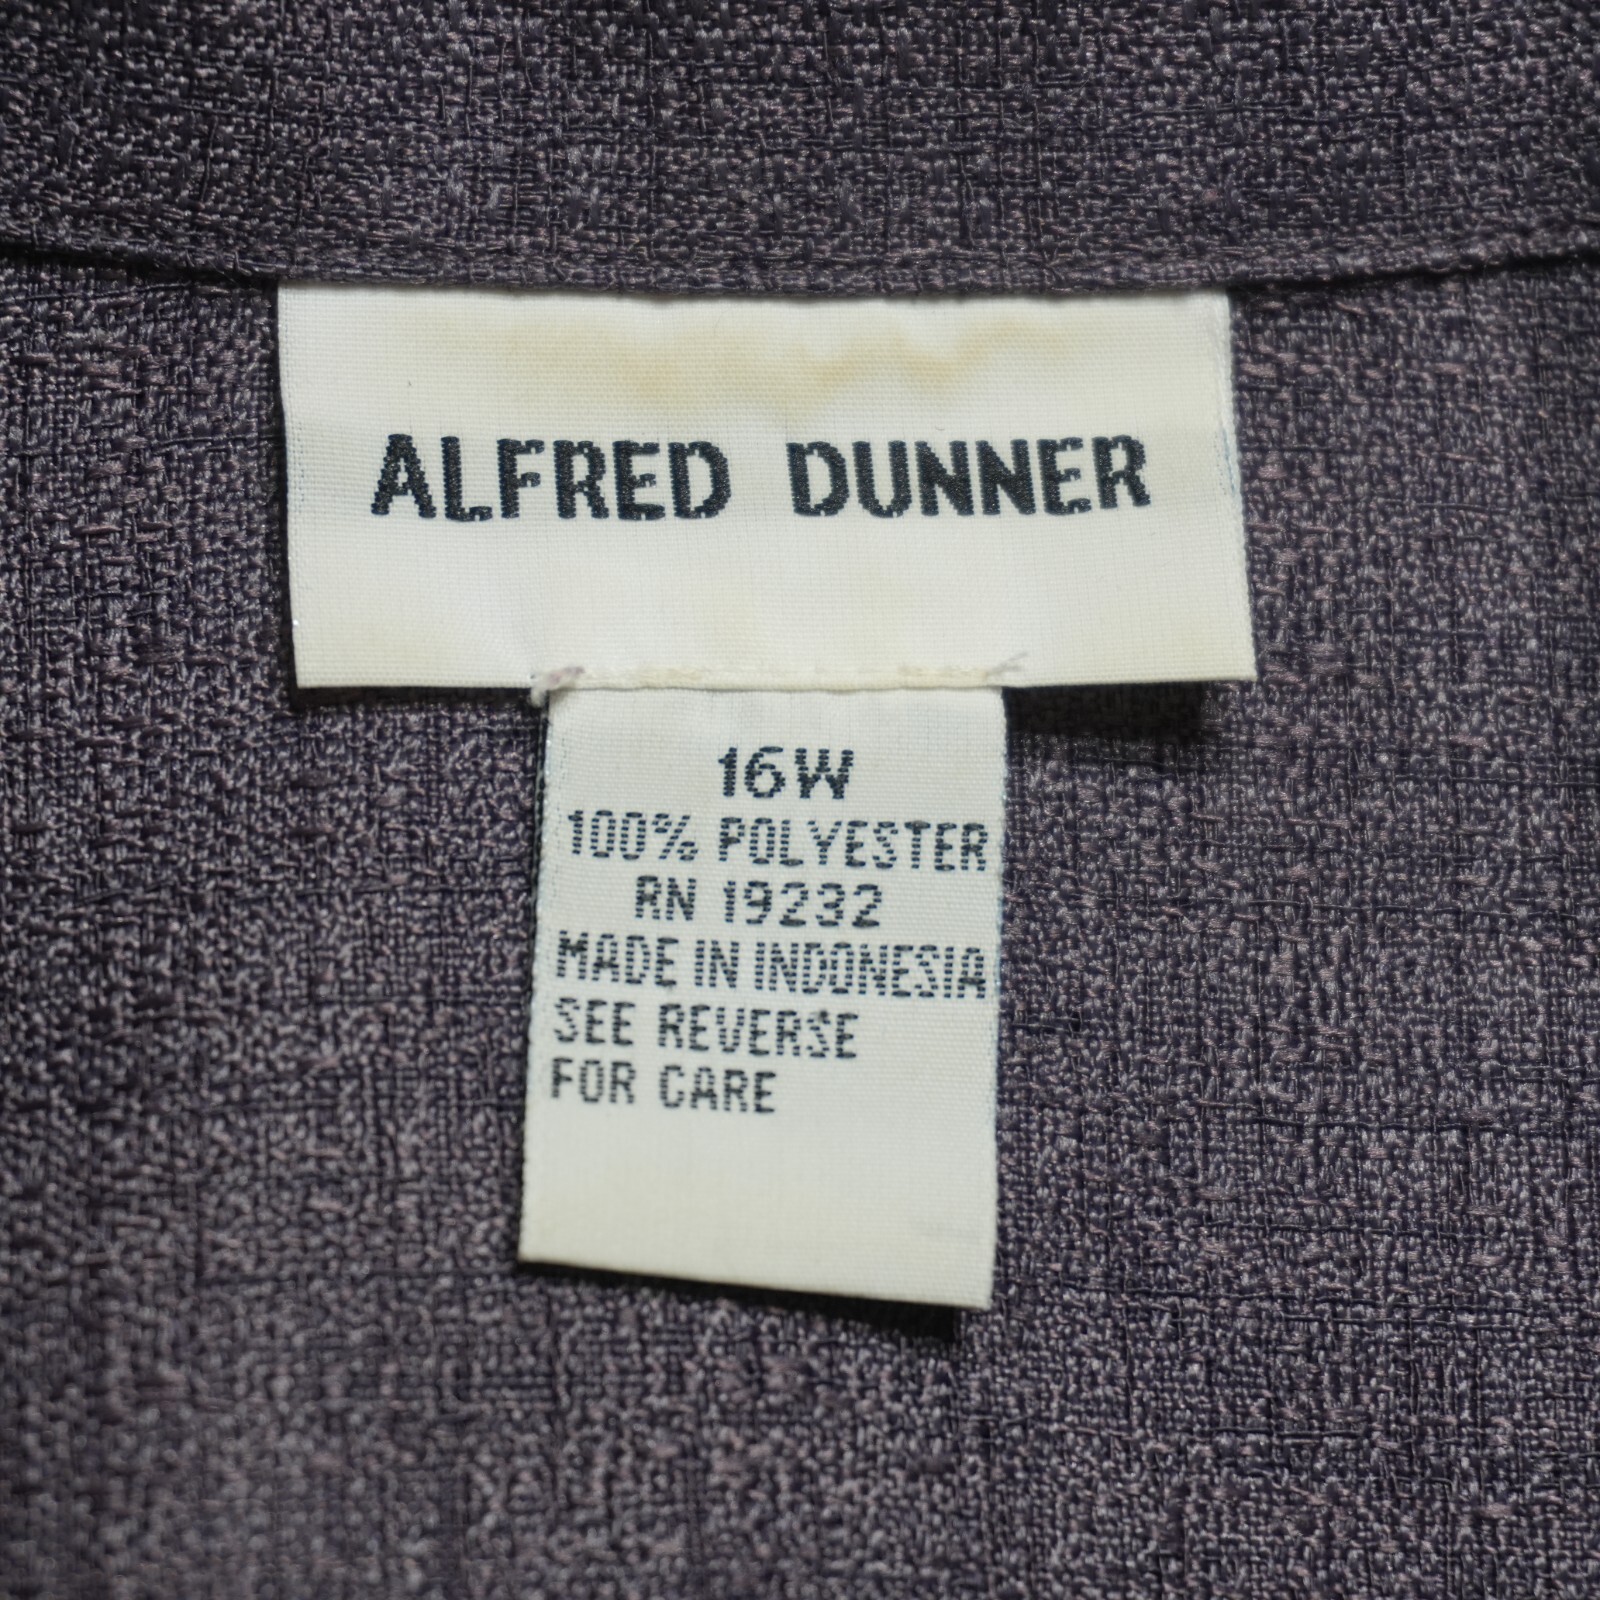 ALFRED DUNNER
16W
100% POLYESTER
RN 19232
MADE IN INDONESIA
SEE REVERSE
FOR CARE